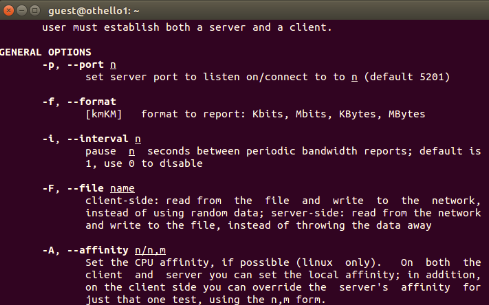 guest@othello1: ~
user must establish both a server and a client.
GENERAL OPTIONS
-p, --port n
set server port to listen on/connect to to n (default 5201)
-f, --format
[kmKM] format to report: Kbits, Mbits, KBytes, MBytes
-i, --interval n
pause n seconds between periodic bandwidth reports; default is
1, use 0 to disable
-F, --file name
client-side: read from the file and write to the network,
instead of using random data; server-side: read from the network
and write to the file, instead of throwing the data away
-A, --affinity n/n,m
Set the CPU affinity, if possible (linux only). On both the
client and server you can set the local affinity; in addition,
on the client side you can override the server's affinity for
just that one test, using the n,m form.